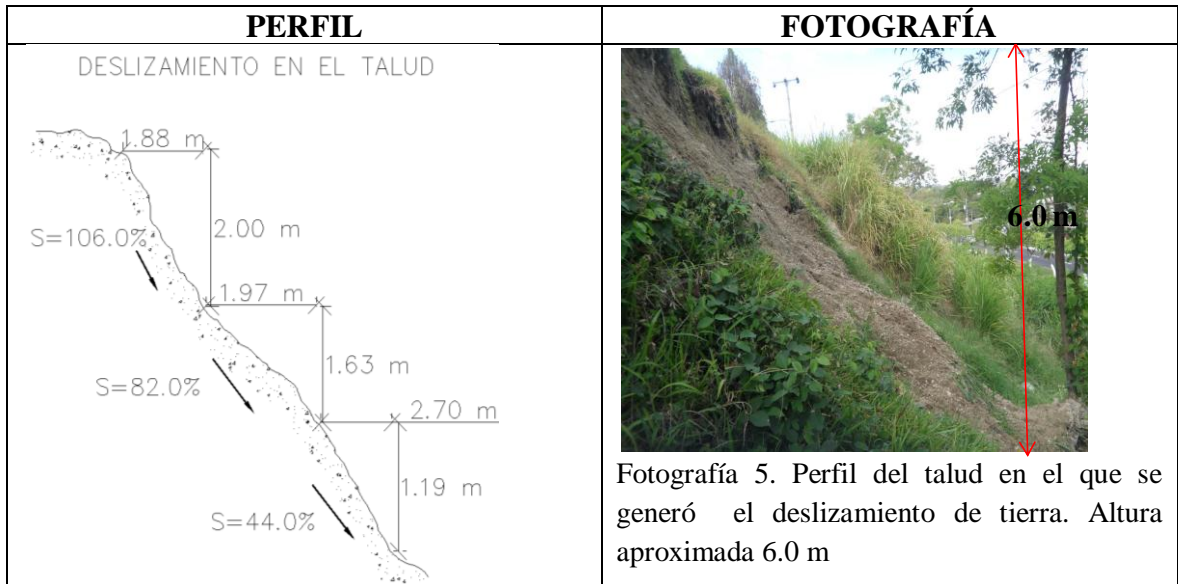 PERFIL
FOTOGRAFÍA
DESLIZAMIENTO EN EL TALUD
1.88 m
2.00 m
S=106.0%
1.97 m
1.63 m
S=82.0%
2.70 m
1.19 m
S=44.0%
6.0 m
Fotografía 5. Perfil del talud en el que se
generó el deslizamiento de tierra. Altura
aproximada 6.0 m